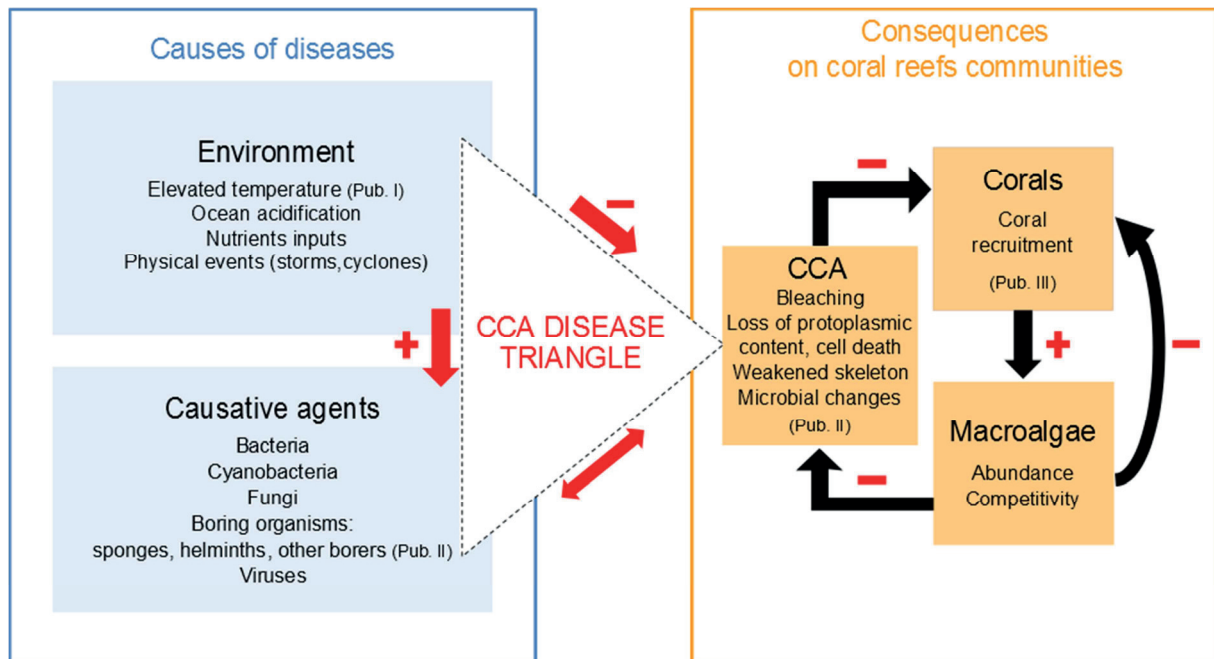 Causes of diseases
Environment
Elevated temperature (Pub. I)
Ocean acidification
Nutrients inputs
Physical events (storms,cyclones)
+
Causative agents
Bacteria
Cyanobacteria
Fungi
Boring organisms:
sponges, helminths, other borers (Pub. II)
Viruses
CCA DISEASE
TRIANGLE
−
Consequences
on coral reefs communities
CCA
Bleaching
Loss of protoplasmic
content, cell death
Weakened skeleton
Microbial changes
(Pub. II)
−
Corals
Coral
recruitment
(Pub. III)
+
−
Macroalgae
Abundance
Competitivity
−